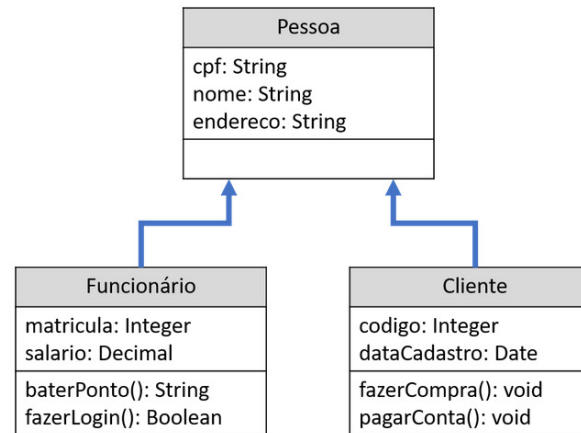 Pessoa
cpf: String
nome: String
endereco: String
Funcionário
matricula: Integer
salario: Decimal
baterPonto(): String
fazerLogin(): Boolean
Cliente
codigo: Integer
dataCadastro: Date
fazerCompra(): void
pagarConta(): void